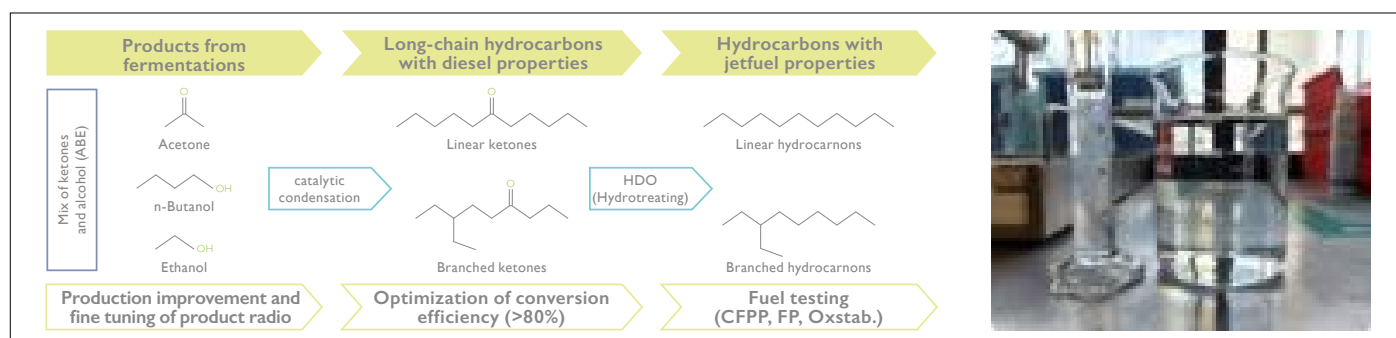 Products from
fermentations
Long-chain hydrocarbons
with diesel properties
Hydrocarbons with
jetfuel properties
Mix of ketones
and alcohol (ABE)
O
Acetone
OH
n-Butanol
OH
Ethanol
catalytic
condensation
O
Linear ketones
O
Branched ketones
HDO
(Hydrotreating)
Linear hydrocarnons
Branched hydrocarnons
Production improvement and
fine tuning of product radio
Optimization of conversion
efficiency (>80%)
Fuel testing
(CFPP, FP, Oxstab.)